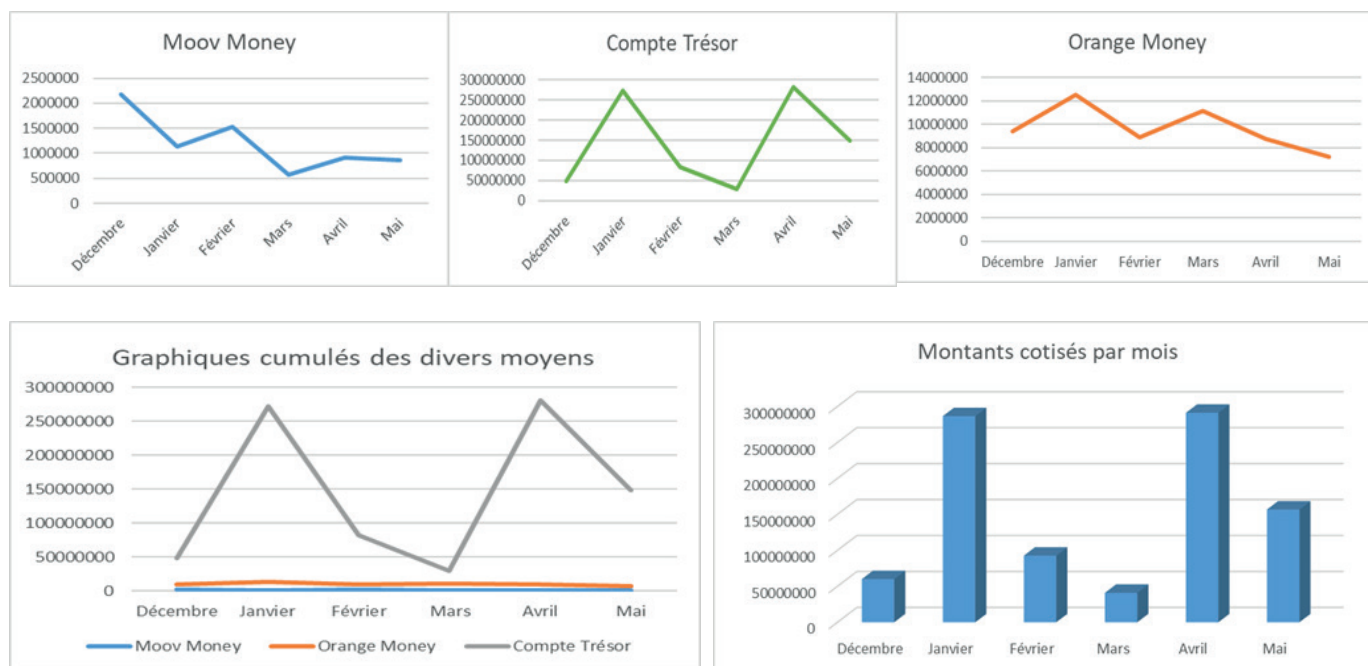 Moov Money
2500000
2000000
1500000
1000000
500000
0
Décembre
Janvier
Février
Mars
Avril
Mai
Compte Trésor
300000000
250000000
200000000
150000000
100000000
50000000
0
Décembre
Janvier
Février
Mars
Avril
Mai
Orange Money
14000000
12000000
10000000
8000000
6000000
4000000
2000000
0
Décembre Janvier Février Mars Avril Mai
Graphiques cumulés des divers moyens
300000000
250000000
200000000
150000000
100000000
50000000
0
Décembre Janvier Février Mars Avril Mai
Moov Money Orange Money Compte Trésor
Montants cotisés par mois
300000000
250000000
200000000
150000000
100000000
50000000
0
Décembre Janvier Février Mars Avril Mai